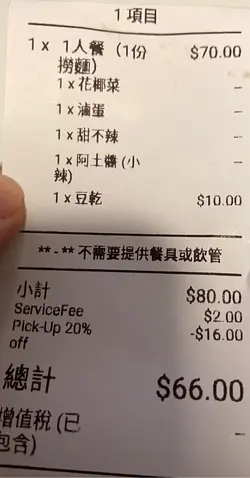 1 項目
1 x 1人餐 (1份 $70.00
撈麵)
1 x 花椰菜 –
1 x 滷蛋 –
1 x 甜不辣 –
1 x 阿土醬 (小 –
辣)
1 x 豆乾 $10.00
** - ** 不需要提供餐具或飲管
小計 $80.00
ServiceFee $2.00
Pick-Up 20% -$16.00
off
總計 $66.00
增值稅 (已 –
包含)